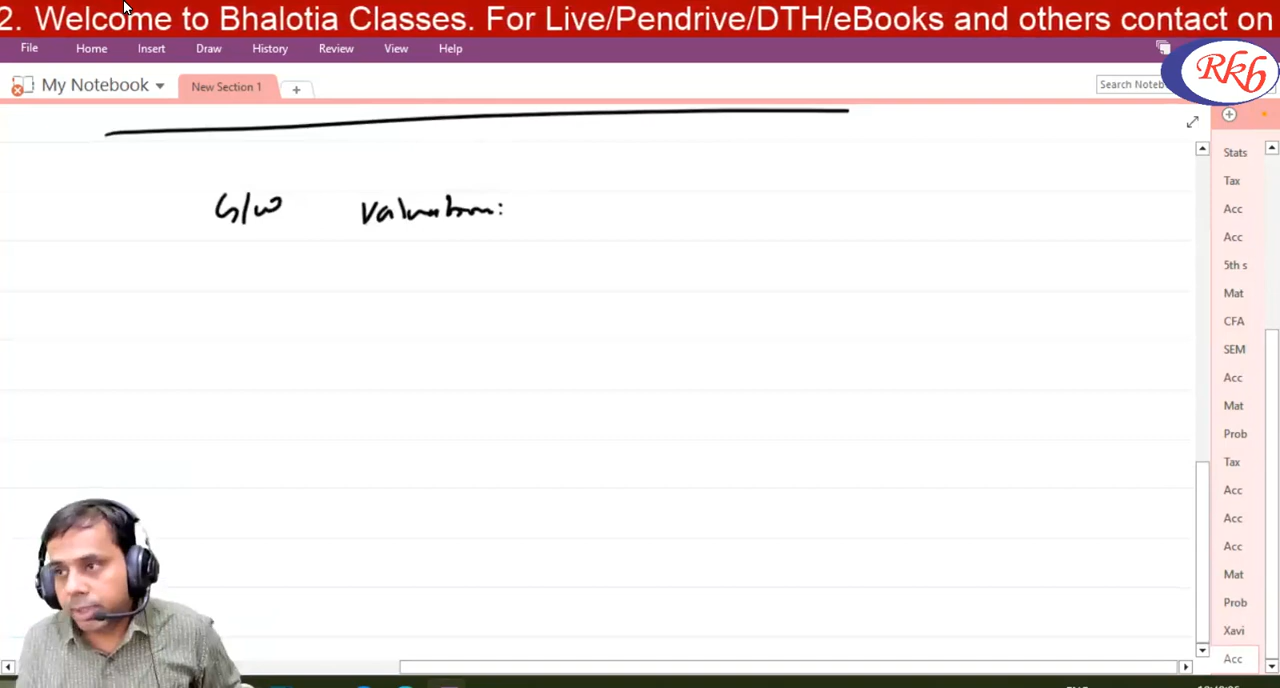 2. Welcome to Bhalotia Classes. For Live/Pendrive/DTH/eBooks and others contact on
File Home Insert Draw History Review View Help
Rkb
My Notebook
New Section 1
Search Noteb
G/W Valuation:
Stats
Tax
Acc
Acc
5th s
Mat
CFA
SEM
Acc
Mat
Prob
Tax
Acc
Acc
Acc
Mat
Prob
Xavi
Acc